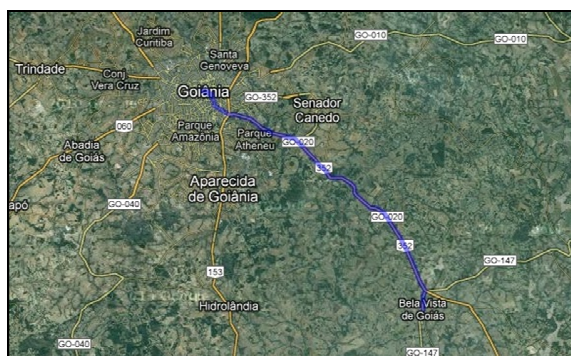 Jardim
Curitiba
GO-010
GO-010
Santa
Genoveva
Trindade
Conj
Vera Cruz
Goiânia
GO-352
Senador
Canedo
060
Parque
Amazônia
Parque
Atheneu
GO-020
Abadia
de Goiás
352
Aparecida
de Goiânia
apó
GO-040
GO-020
352
153
GO-147
Hidrolândia
Bela Vista
de Goiás
GO-040
GO-147